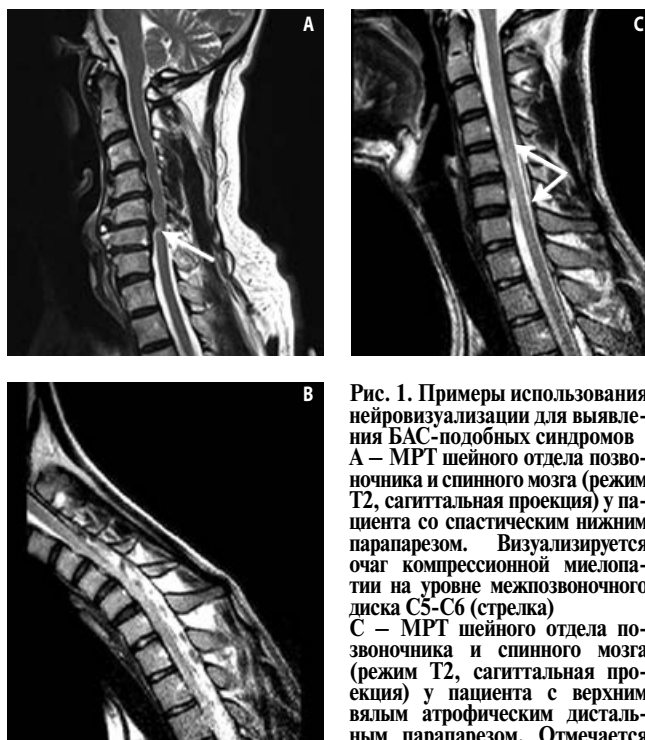 A
C
B
Рис. 1. Примеры использования
нейровизуализации для выявле-
ния БАС-подобных синдромов
А – МРТ шейного отдела позво-
ночника и спинного мозга (режим
Т2, сагиттальная проекция) у па-
циента со спастическим нижним
парапарезом. Визуализируется
очаг компрессионной миелопа-
тии на уровне межпозвоночного
диска С5-С6 (стрелка)
С – МРТ шейного отдела по-
звоночника и спинного мозга
(режим Т2, сагиттальная про-
екция) у пациента с верхним
вялым атрофическим дисталь-
ным парапарезом. Отмечается